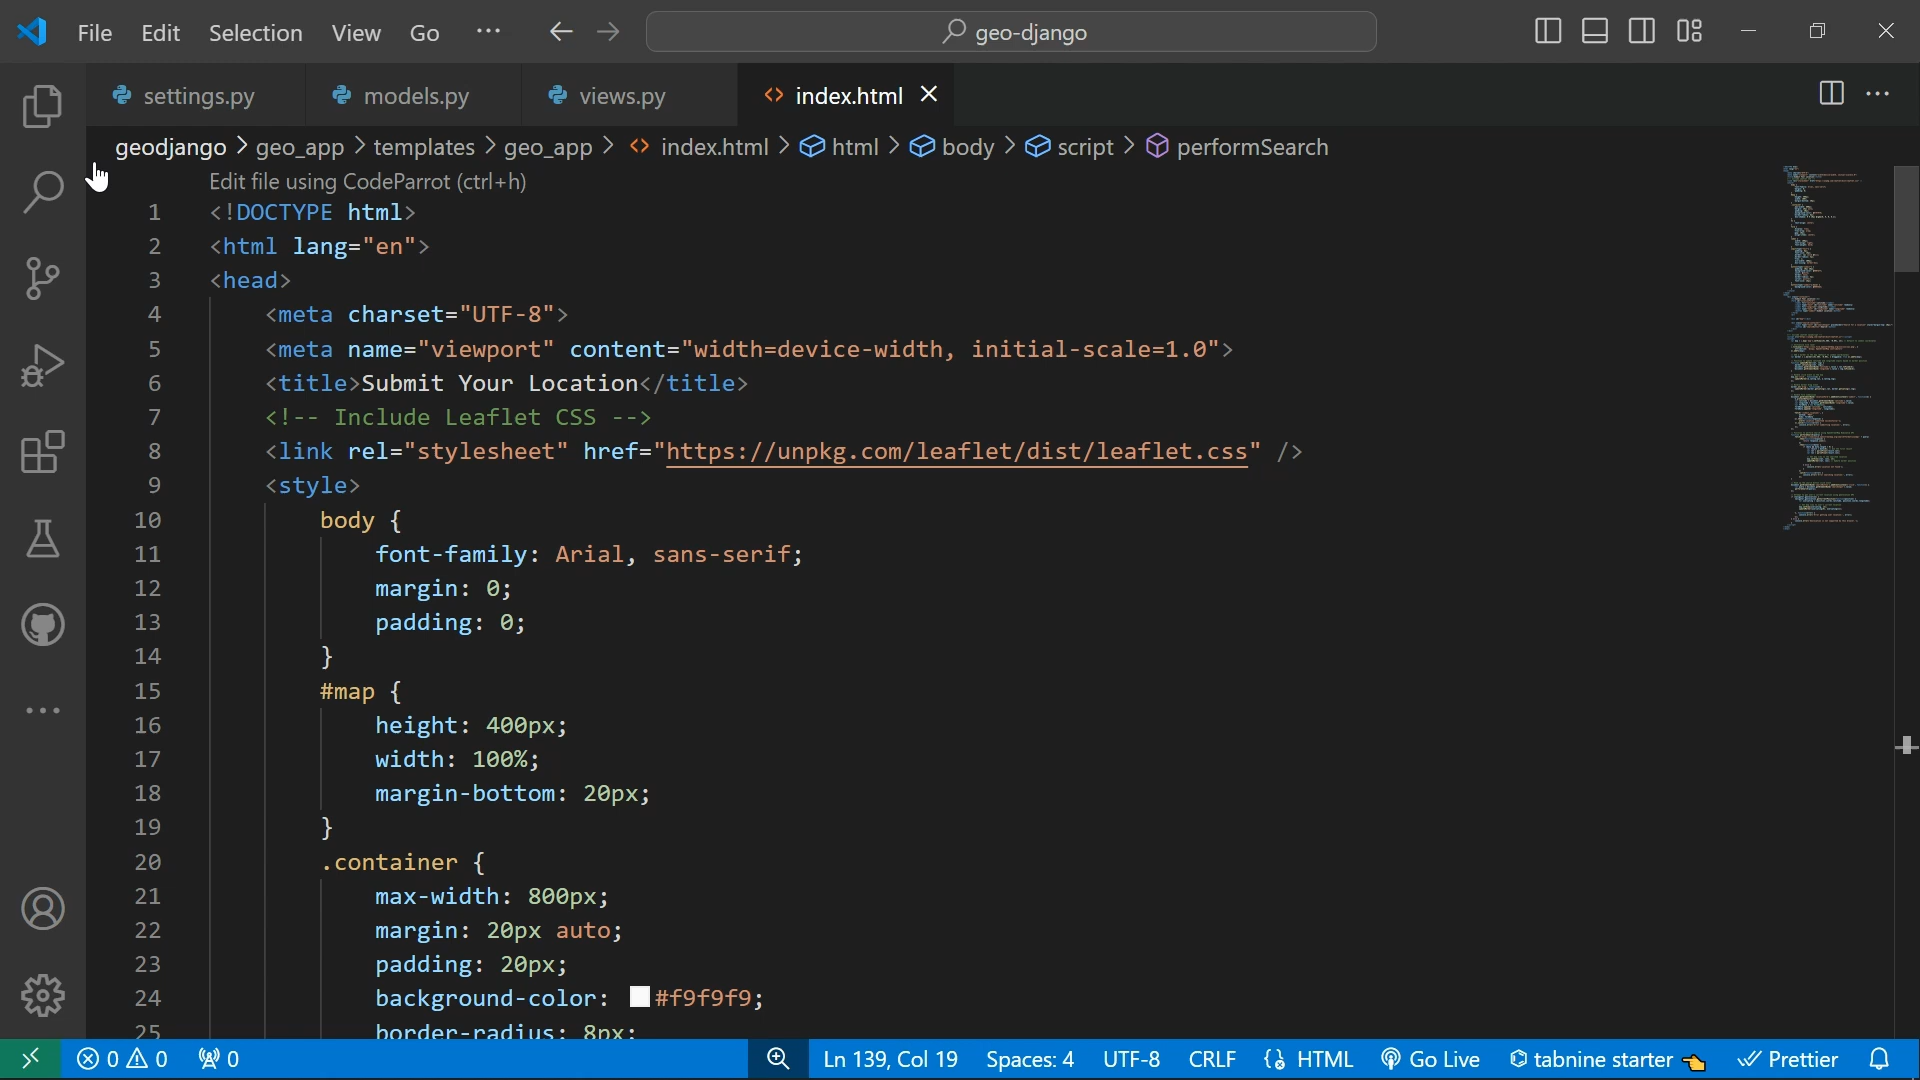 File Edit Selection View Go ··· geo-django
settings.py models.py views.py index.html
geodjango > geo_app > templates > geo_app > index.html > html > body > script > performSearch
Edit file using CodeParrot (ctrl+h)
1 <!DOCTYPE html>
2 <html lang="en">
3 <head>
4 <meta charset="UTF-8">
5 <meta name="viewport" content="width=device-width, initial-scale=1.0">
6 <title>Submit Your Location</title>
7 <!-- Include Leaflet CSS -->
8 <link rel="stylesheet" href="https://unpkg.com/leaflet/dist/leaflet.css" />
9 <style>
10 body {
11 font-family: Arial, sans-serif;
12 margin: 0;
13 padding: 0;
14 }
15 #map {
16 height: 400px;
17 width: 100%;
18 margin-bottom: 20px;
19 }
20 .container {
21 max-width: 800px;
22 margin: 20px auto;
23 padding: 20px;
24 background-color: #f9f9f9;
25 border-radius: 8px;
0 0 0 Ln 139, Col 19 Spaces: 4 UTF-8 CRLF HTML Go Live tabnine starter Prettier